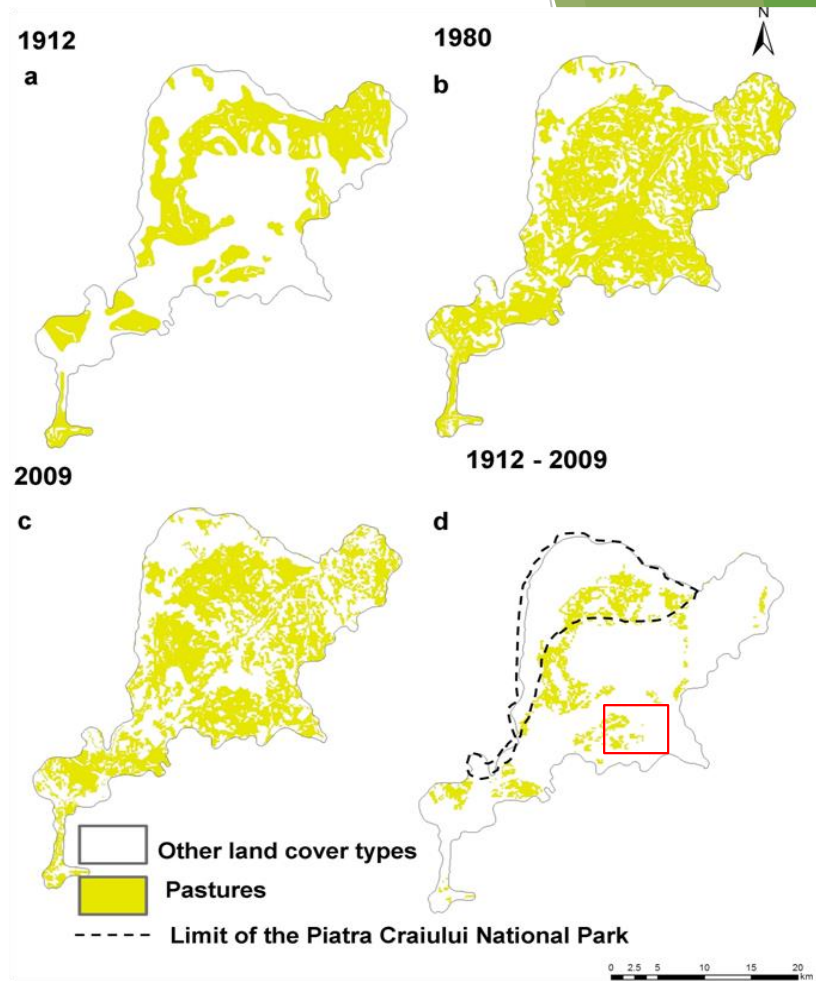 1912
a
1980
b
N
2009
c
1912 - 2009
d
Other land cover types
Pastures
Limit of the Piatra Craiului National Park
0 2.5 5 10 15 20
km